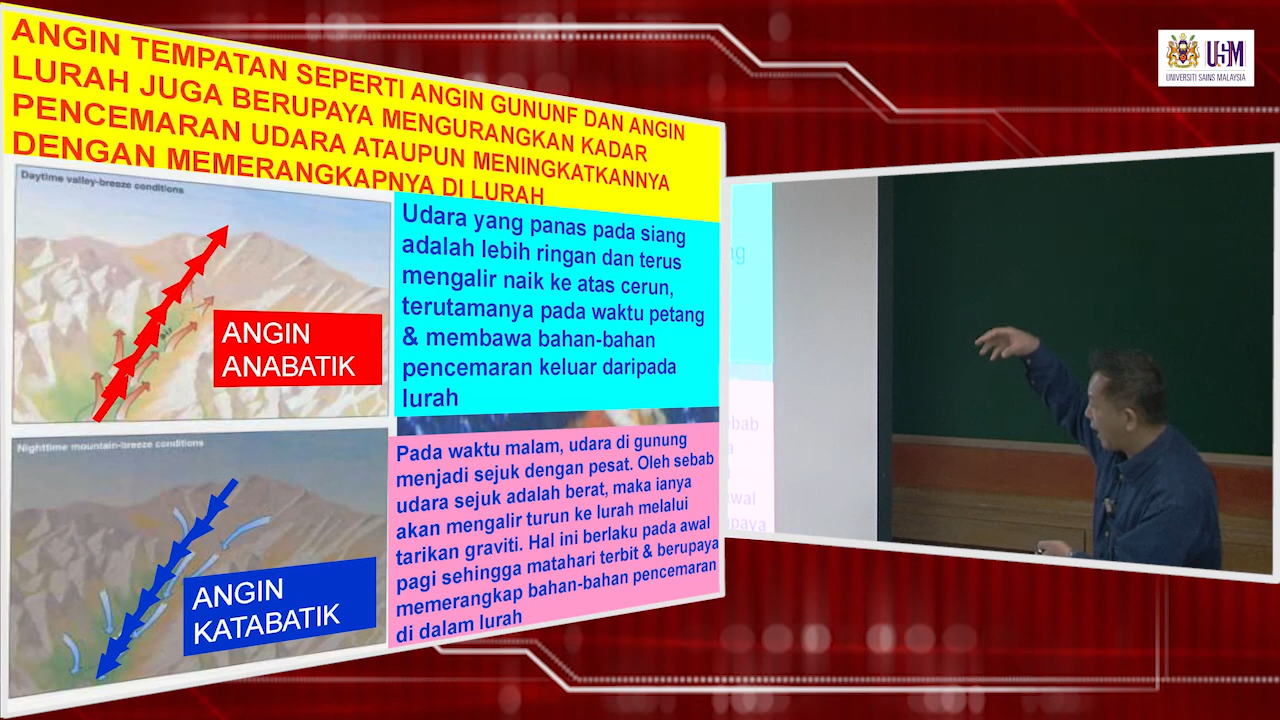 ANGIN TEMPATAN SEPERTI ANGIN GUNUNF DAN ANGIN
LURAH JUGA BERUPAYA MENGURANGKAN KADAR
PENCEMARAN UDARA ATAUPUN MENINGKATKANNYA
DENGAN MEMERANGKAPNYA DI LURAH
Daytime valley-breeze conditions
Air
ANGIN
ANABATIK
Udara yang panas pada siang
adalah lebih ringan dan terus
mengalir naik ke atas cerun,
terutamanya pada waktu petang
& membawa bahan-bahan
pencemaran keluar daripada
lurah
Nighttime mountain-breeze conditions
ANGIN
KATABATIK
Pada waktu malam, udara di gunung
menjadi sejuk dengan pesat. Oleh sebab
udara sejuk adalah berat, maka ianya
akan mengalir turun ke lurah melalui
tarikan graviti. Hal ini berlaku pada awal
pagi sehingga matahari terbit & berupaya
memerangkap bahan-bahan pencemaran
di dalam lurah
USM
UNIVERSITI SAINS MALAYSIA
ng
ebab
a
wal
paya